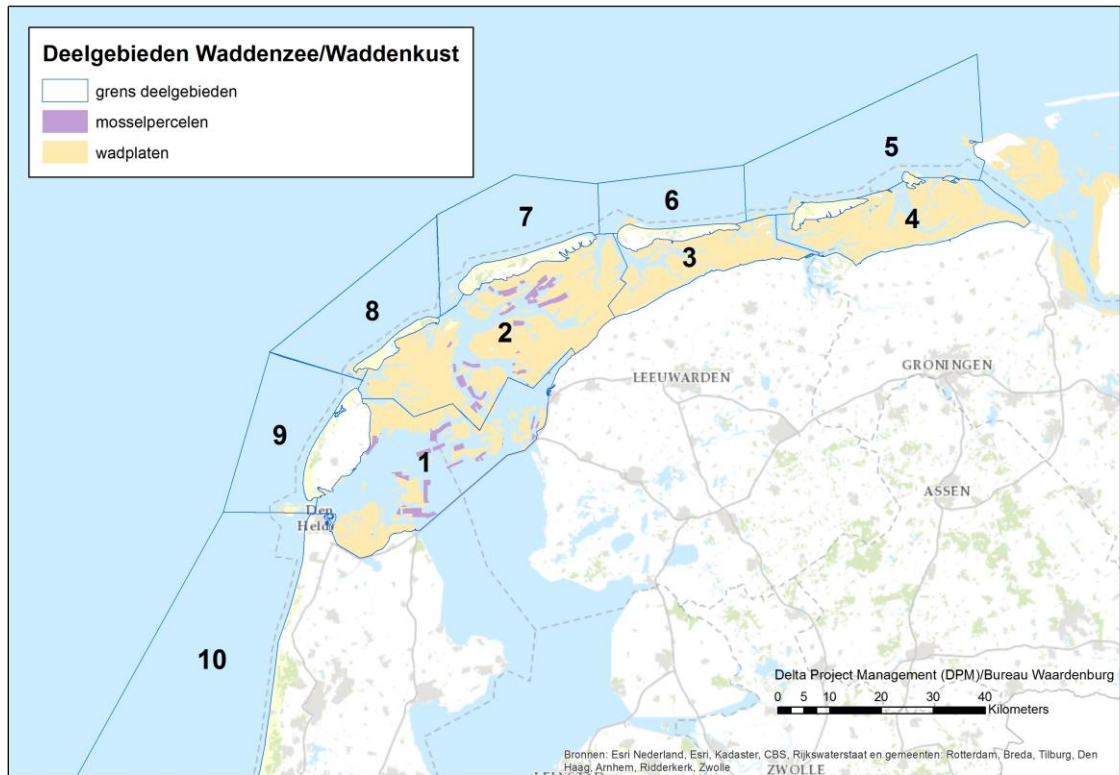 Deelgebieden Waddenzee/Waddenkust
grens deelgebieden
mosselpercelen
wadplaten
5
6
7
4
3
8
2
LEEUWARDEN
GRONINGEN
9
1
ASSEN
Den
Held
10
Delta Project Management (DPM)/Bureau Waardenburg
0 5 10 20 30 40
Kilometers
Bronnen: Esri Nederland, Esri, Kadaster, CBS, Rijkswaterstaat en gemeenten: Rotterdam, Breda, Tilburg, Den
Haag, Arnhem, Ridderkerk, Zwolle
ZWOLLE